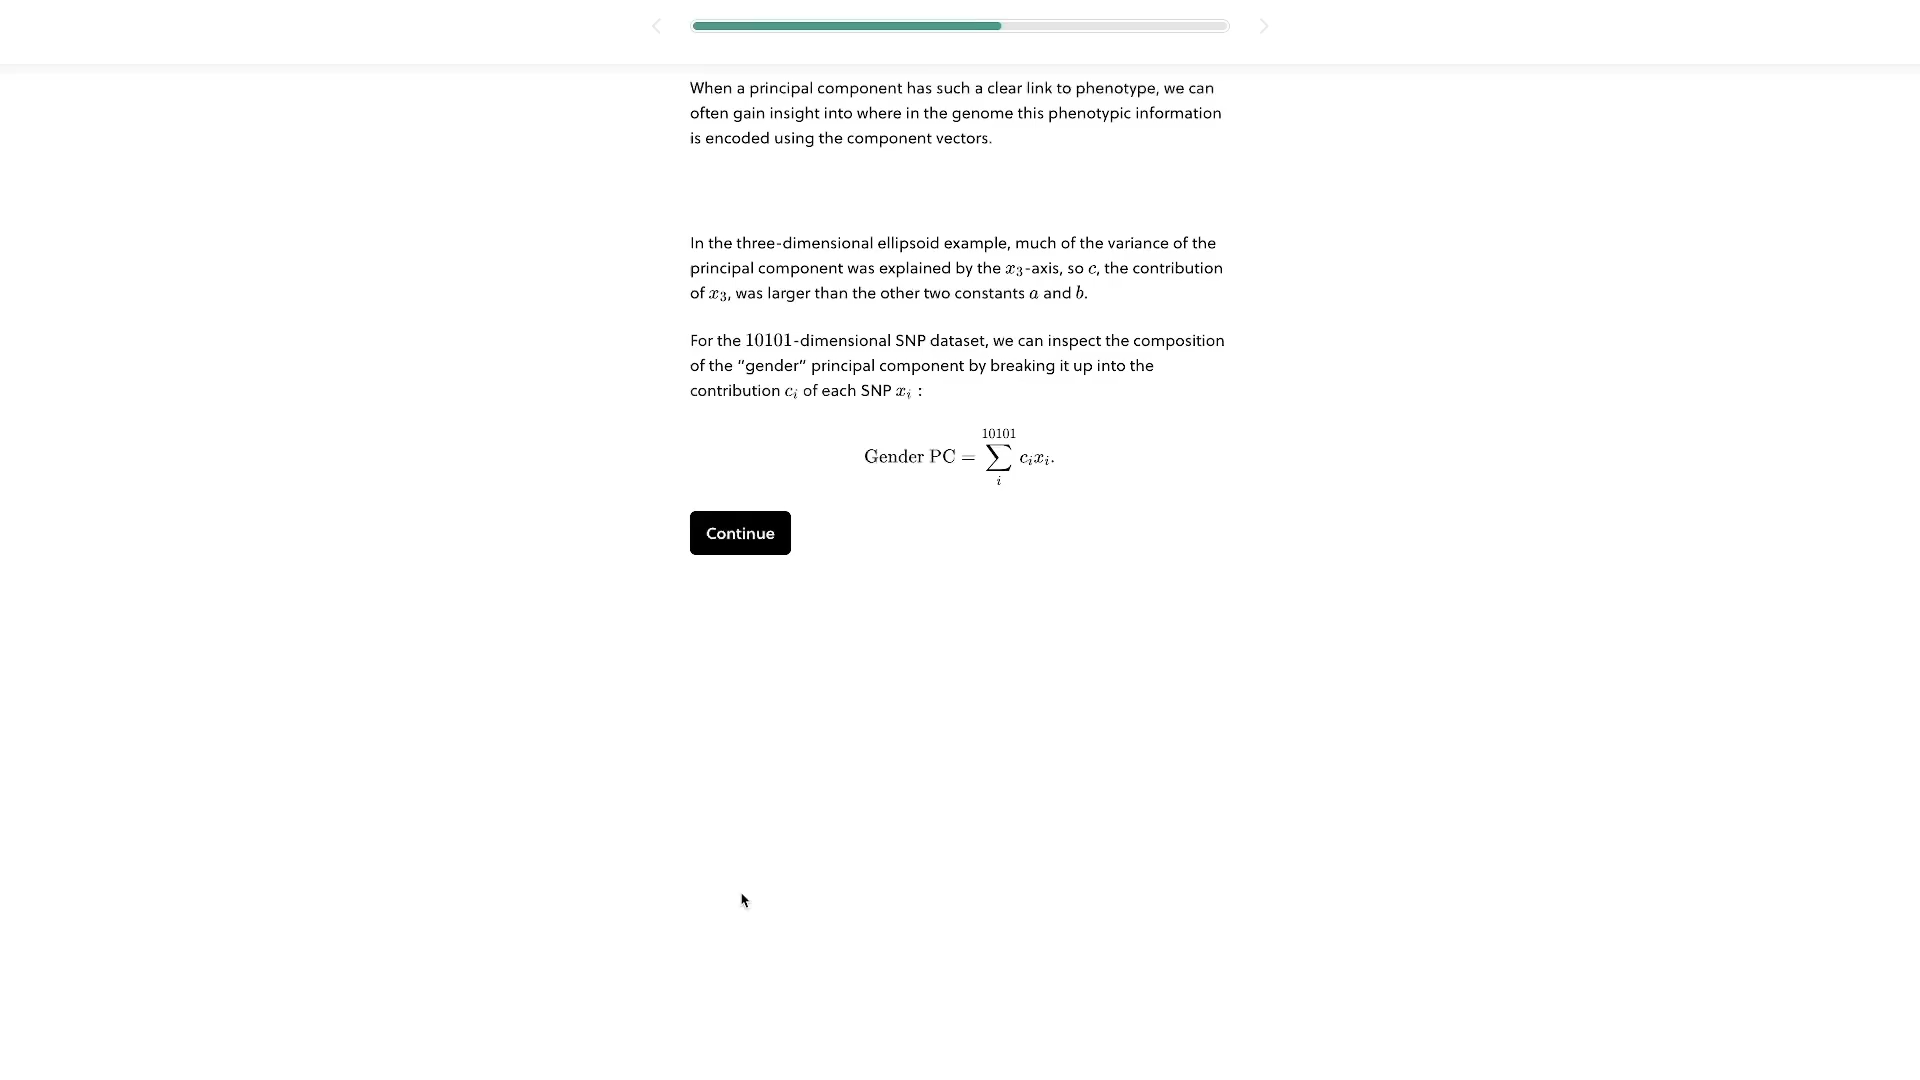 When a principal component has such a clear link to phenotype, we can
often gain insight into where in the genome this phenotypic information
is encoded using the component vectors.
In the three-dimensional ellipsoid example, much of the variance of the
principal component was explained by the x₃-axis, so c, the contribution
of x₃, was larger than the other two constants a and b.
For the 10101-dimensional SNP dataset, we can inspect the composition
of the “gender” principal component by breaking it up into the
contribution cᵢ of each SNP xᵢ :
10101
Gender PC = ∑ cᵢxᵢ.
i
Continue